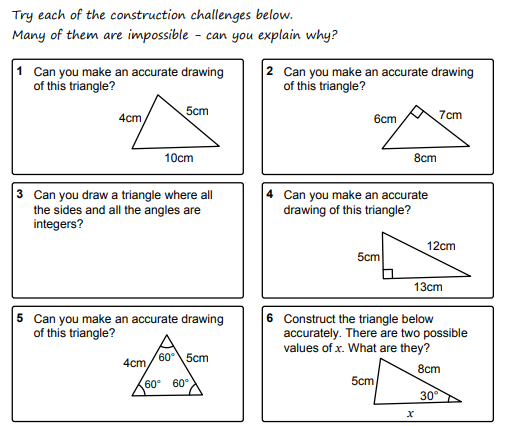 Try each of the construction challenges below.
Many of them are impossible - can you explain why?
1 Can you make an accurate drawing
of this triangle?
4cm
5cm
10cm
2 Can you make an accurate drawing
of this triangle?
6cm
7cm
8cm
3 Can you draw a triangle where all
the sides and all the angles are
integers?
4 Can you make an accurate
drawing of this triangle?
5cm
12cm
13cm
5 Can you make an accurate drawing
of this triangle?
4cm
60°
5cm
60° 60°
6 Construct the triangle below
accurately. There are two possible
values of x. What are they?
5cm
8cm
30°
x